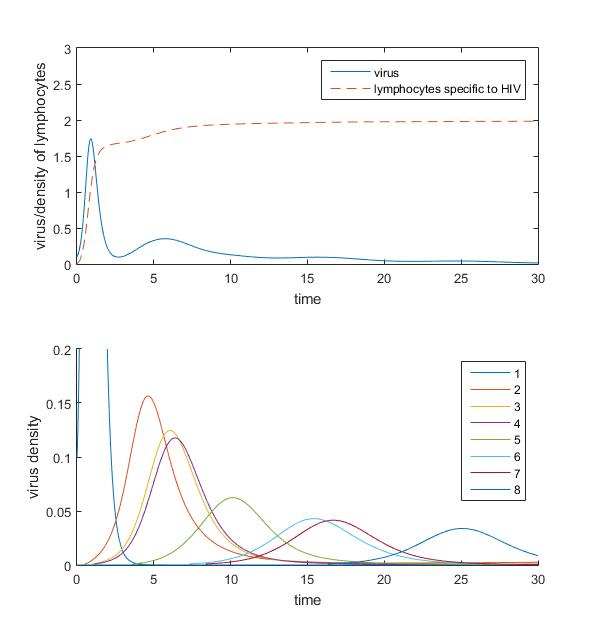 virus/density of lymphocytes
3
2.5
2
1.5
1
0.5
0
virus
lymphocytes specific to HIV
0 5 10 15 20 25 30
time
virus density
0.2
0.15
0.1
0.05
0
1
2
3
4
5
6
7
8
0 5 10 15 20 25 30
time